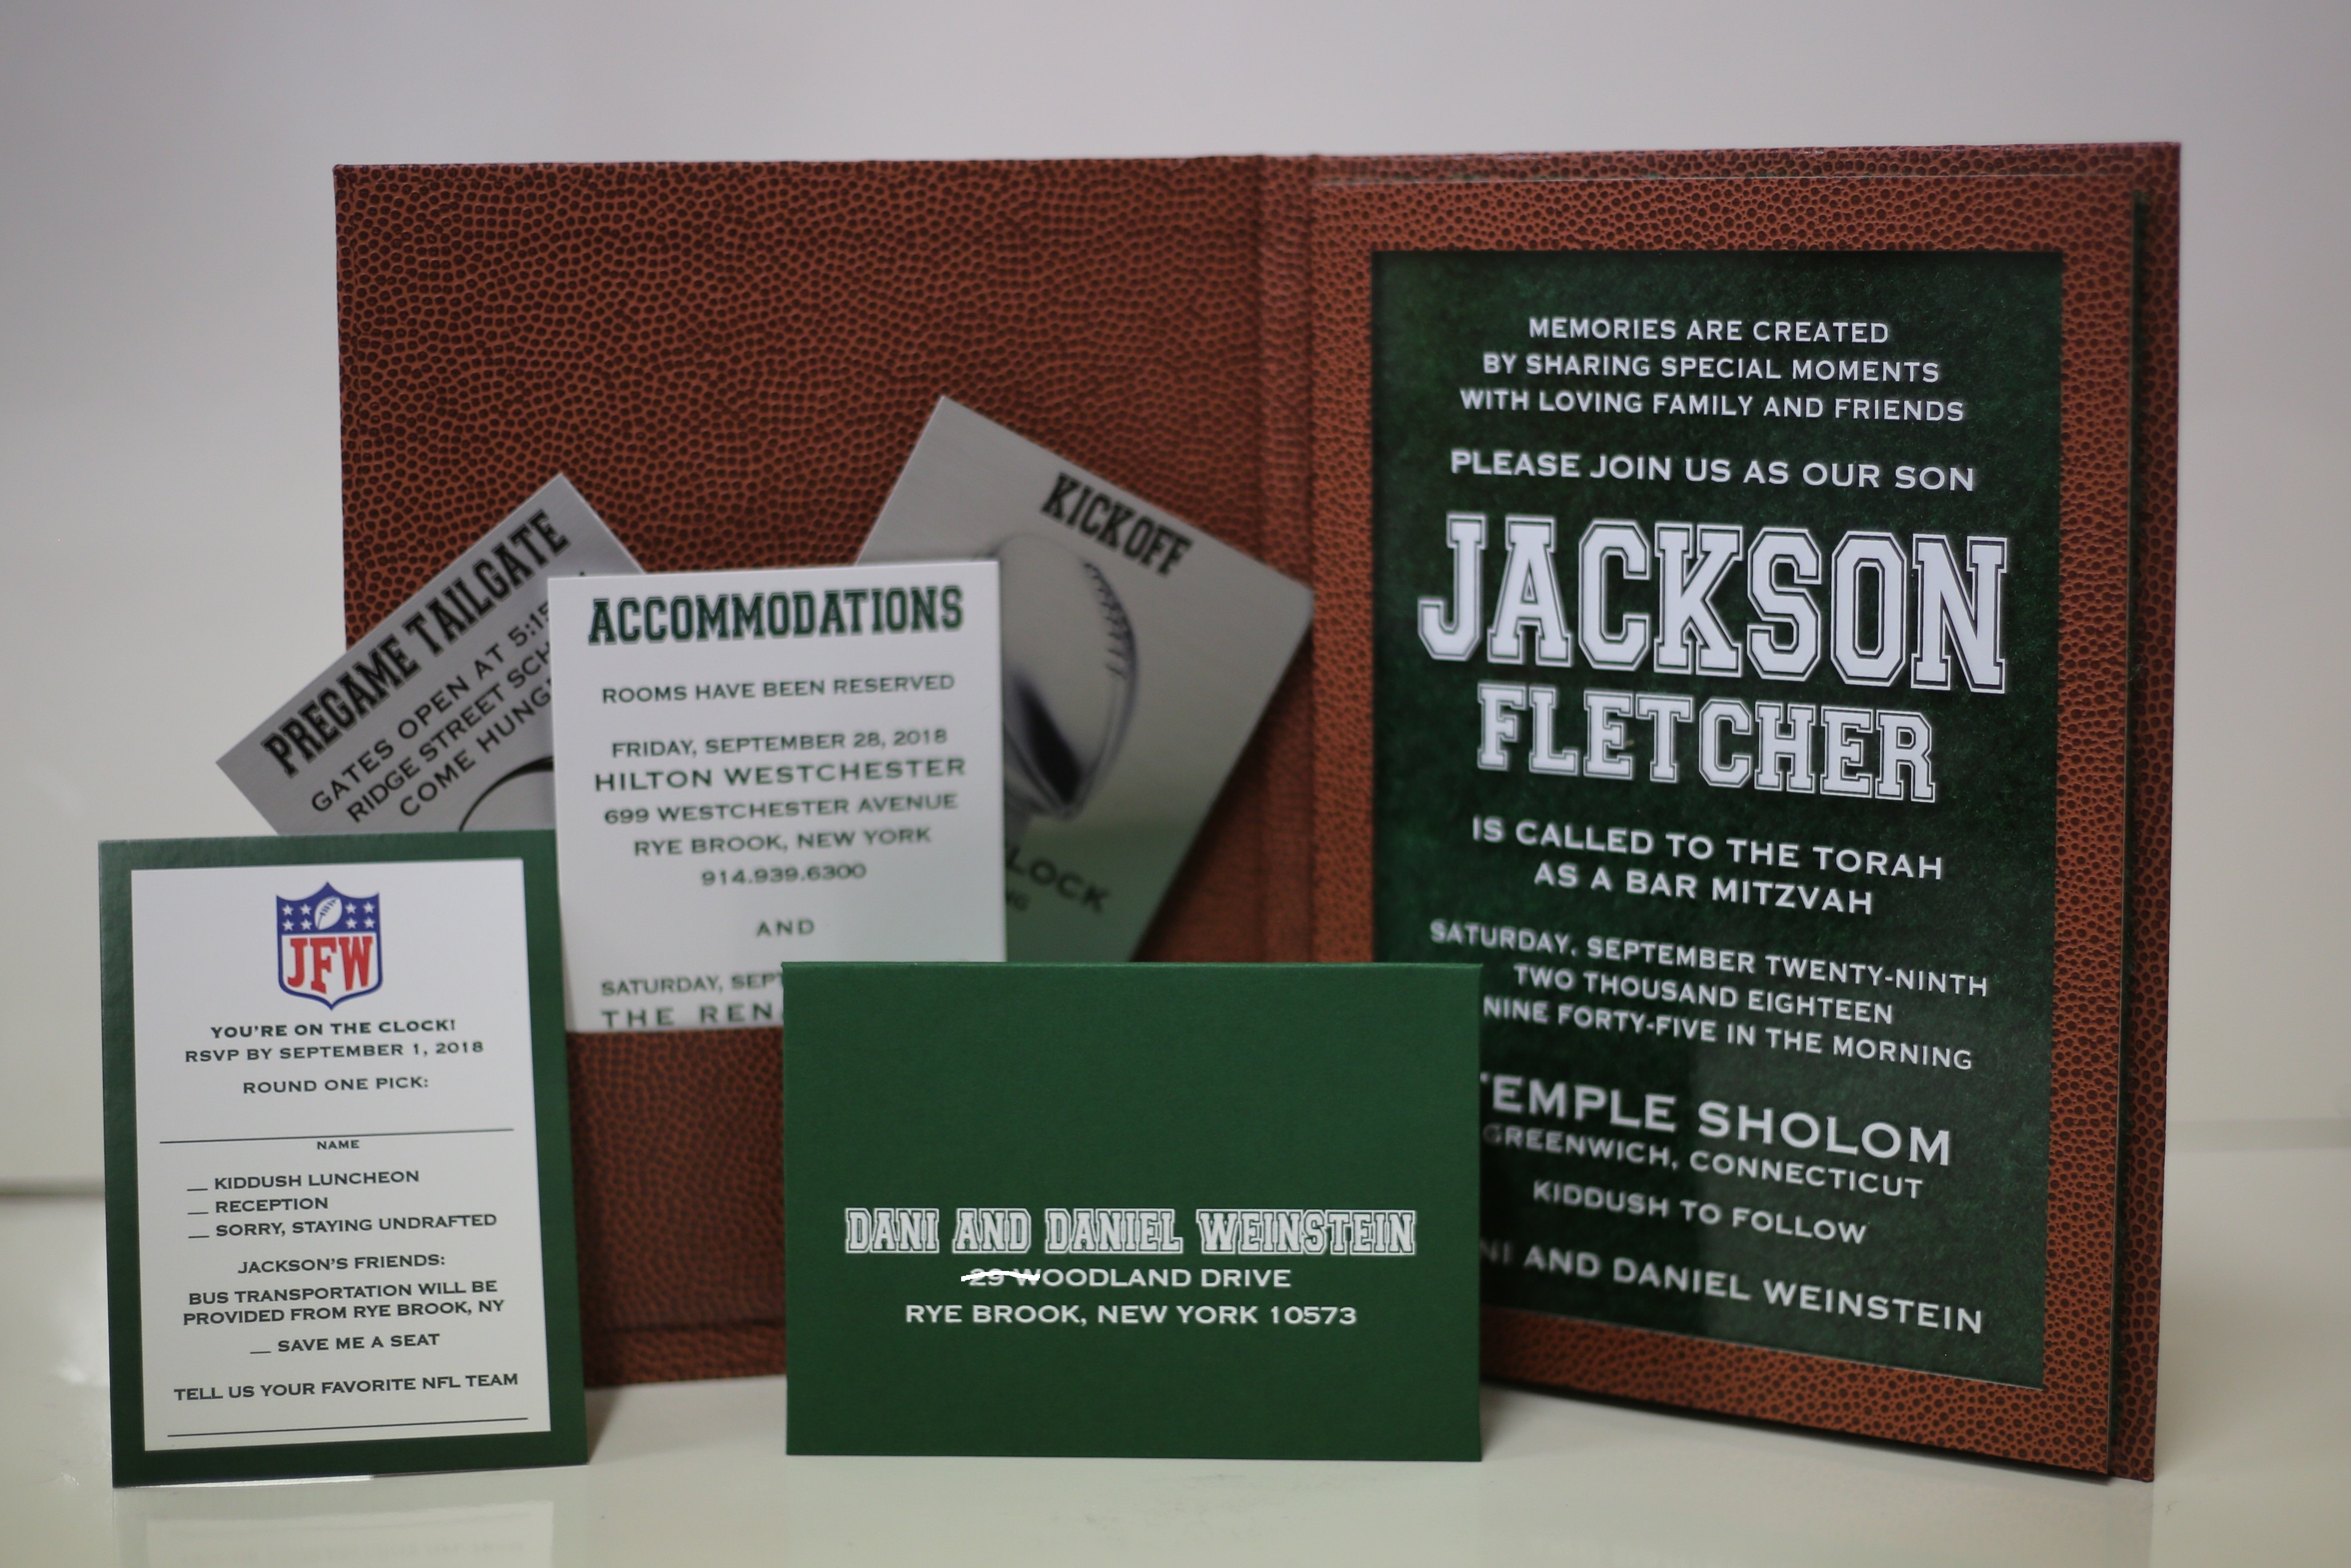 PREGAME TAILGATE
GATES OPEN AT 5:15
RIDGE STREET
COME
KICKOFF
ACCOMMODATIONS
ROOMS HAVE BEEN RESERVED
FRIDAY, SEPTEMBER 28, 2018
HILTON WESTCHESTER
699 WESTCHESTER AVENUE
RYE BROOK, NEW YORK
914.939.6300
AND
SATURDAY,
THE
JFW
YOU'RE ON THE CLOCK!
RSVP BY SEPTEMBER 1, 2018
ROUND ONE PICK:
NAME
__ KIDDUSH LUNCHEON
__ RECEPTION
__ SORRY, STAYING UNDRAFTED
JACKSON'S FRIENDS:
BUS TRANSPORTATION WILL BE
PROVIDED FROM RYE BROOK, NY
__ SAVE ME A SEAT
TELL US YOUR FAVORITE NFL TEAM
DANI AND DANIEL WEINSTEIN
WOODLAND DRIVE
RYE BROOK, NEW YORK 10573
MEMORIES ARE CREATED
BY SHARING SPECIAL MOMENTS
WITH LOVING FAMILY AND FRIENDS
PLEASE JOIN US AS OUR SON
JACKSON
FLETCHER
IS CALLED TO THE TORAH
AS A BAR MITZVAH
SATURDAY, SEPTEMBER TWENTY-NINTH
TWO THOUSAND EIGHTEEN
NINE FORTY-FIVE IN THE MORNING
TEMPLE SHOLOM
GREENWICH, CONNECTICUT
KIDDUSH TO FOLLOW
AND DANIEL WEINSTEIN